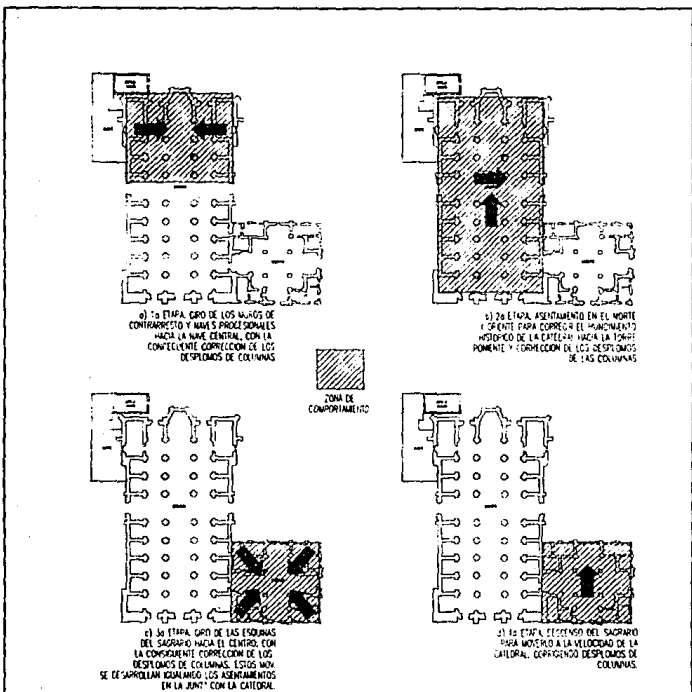 a) 1a ETAPA. GIRO DE LOS MUROS DE
CONTRARRESTO Y NAVES PROCESIONALES
HACIA LA NAVE CENTRAL, CON LA
CONSECUENTE CORRECCION DE LOS
DESPLOMOS DE COLUMNAS
b) 2a ETAPA. ASENTAMIENTO EN EL NORTE
Y ORIENTE PARA CORREGIR EL HUNDIMIENTO
HISTORICO DE LA CATEDRAL HACIA LA TORRE
PONIENTE Y CORRECCION DE LOS DESPLOMOS
DE LAS COLUMNAS
ZONA DE
COMPORTAMIENTO
c) 3a ETAPA. GIRO DE LAS ESQUINAS
DEL SAGRARIO HACIA EL CENTRO, CON
LA CONSIGUIENTE CORRECCION DE LOS
DESPLOMOS DE COLUMNAS. ESTOS MOV.
SE DESARROLLAN IGUALANDO LOS ASENTAMIENTOS
EN LA JUNTA CON LA CATEDRAL.
d) 4a ETAPA. DESCENSO DEL SAGRARIO
PARA MOVERLO A LA VELOCIDAD DE LA
CATEDRAL, CORRIGIENDO DESPLOMOS DE
COLUMNAS.